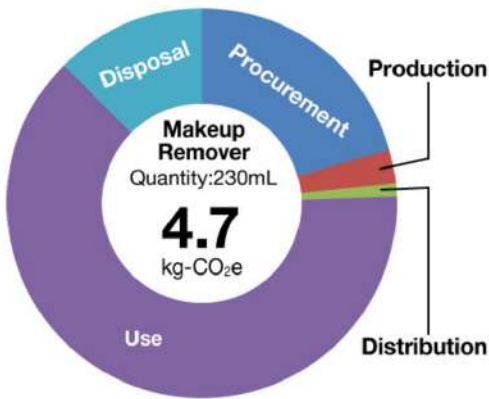 Disposal
Procurement
Production
Makeup
Remover
Quantity:230mL
4.7
kg-CO₂e
Use
Distribution